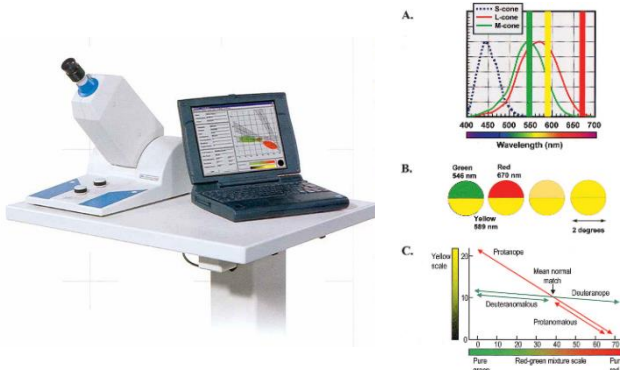 A.
S-cone
L-cone
M-cone
400 450 500 550 600 650 700
Wavelength (nm)
B.
Green
546 nm
Red
670 nm
Yellow
589 nm
2 degrees
C.
Yellow
scale
20
10
0
Protanope
Mean normal
match
Deuteranope
Deuteranomalous
Protanomalous
0 10 20 30 40 50 60 70
Pure
Red-green mixture scale
Pu